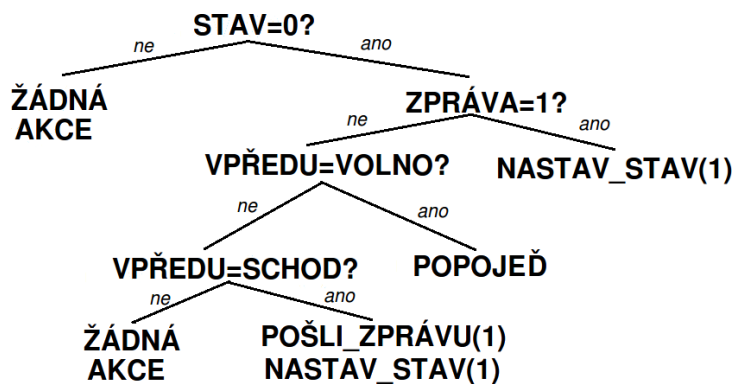 STAV=0?
ne
ano
ŽÁDNÁ
AKCE
ZPRÁVA=1?
ne
ano
VPŘEDU=VOLNO?
NASTAV_STAV(1)
ne
ano
VPŘEDU=SCHOD?
POPOJEĎ
ne
ano
ŽÁDNÁ
AKCE
POŠLI_ZPRÁVU(1)
NASTAV_STAV(1)